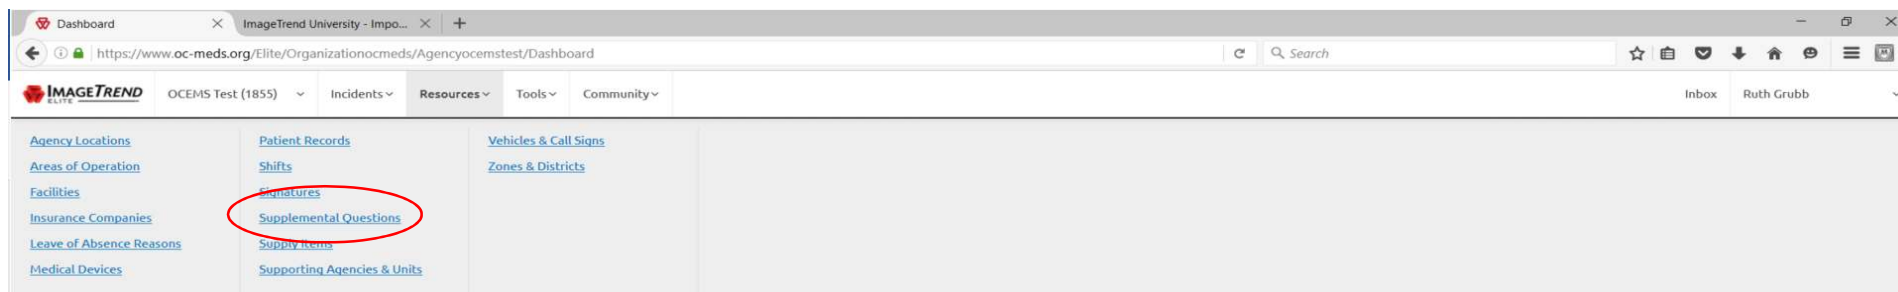 Dashboard ImageTrend University - Impo...
https://www.oc-meds.org/Elite/Organizationocmeds/Agencyocemstest/Dashboard Search
IMAGETREND OCEMS Test (1855) Incidents Resources Tools Community Inbox Ruth Grubb
ELITE
Agency Locations Patient Records Vehicles & Call Signs
Areas of Operation Shifts Zones & Districts
Facilities Signatures
Insurance Companies Supplemental Questions
Leave of Absence Reasons Supply Items
Medical Devices Supporting Agencies & Units